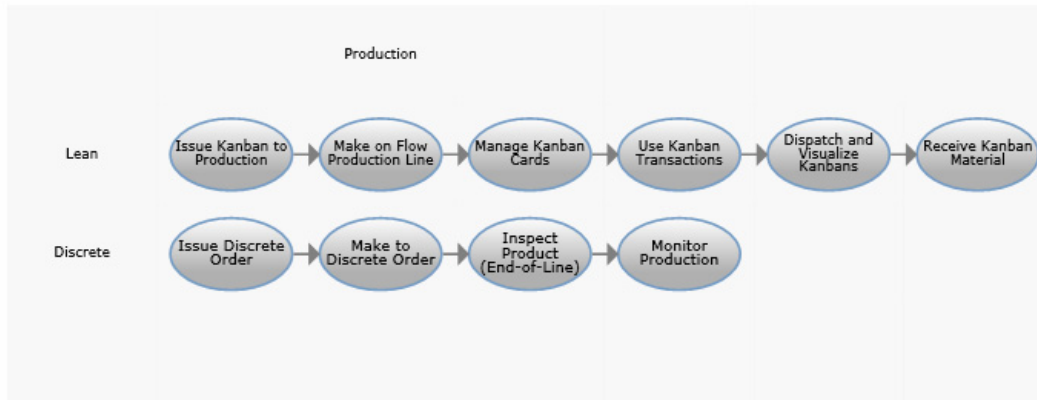 Production
Lean
Issue Kanban to
Production
Make on Flow
Production Line
Manage Kanban
Cards
Use Kanban
Transactions
Dispatch and
Visualize
Kanbans
Receive Kanban
Material
Discrete
Issue Discrete
Order
Make to
Discrete Order
Inspect
Product
(End-of-Line)
Monitor
Production